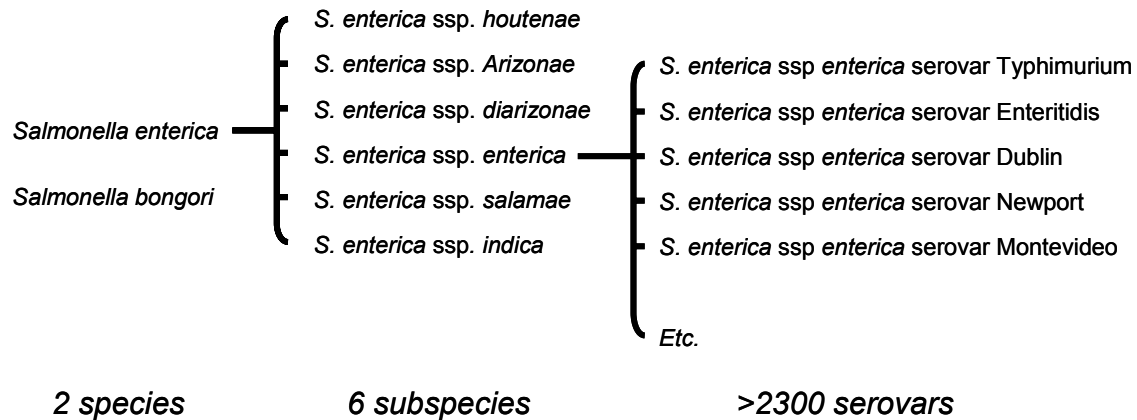 S. enterica ssp. houtenae
S. enterica ssp. Arizonae
S. enterica ssp. diarizonae
S. enterica ssp. enterica
S. enterica ssp. salamae
S. enterica ssp. indica
Salmonella enterica
Salmonella bongori
S. enterica ssp enterica serovar Typhimurium
S. enterica ssp enterica serovar Enteritidis
S. enterica ssp enterica serovar Dublin
S. enterica ssp enterica serovar Newport
S. enterica ssp enterica serovar Montevideo
Etc.
2 species
6 subspecies
>2300 serovars